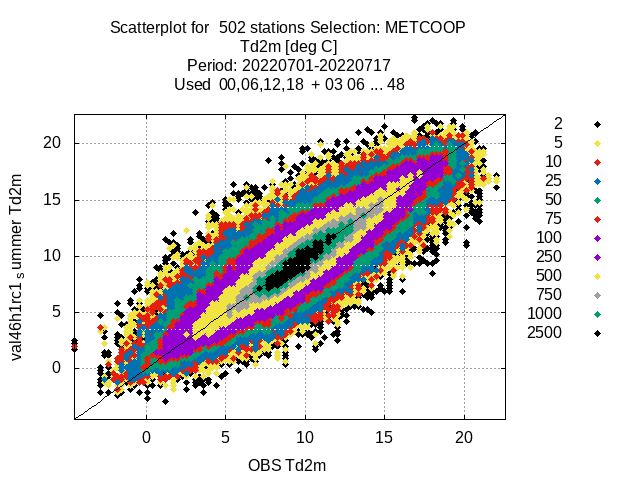 Scatterplot for 502 stations Selection: METCOOP
Td2m [deg C]
Period: 20220701-20220717
Used 00,06,12,18 + 03 06 ... 48
val46h1rc1 s ummer Td2m
20
15
10
5
0
0 5 10 15 20
OBS Td2m
2
5
10
25
50
75
100
250
500
750
1000
2500